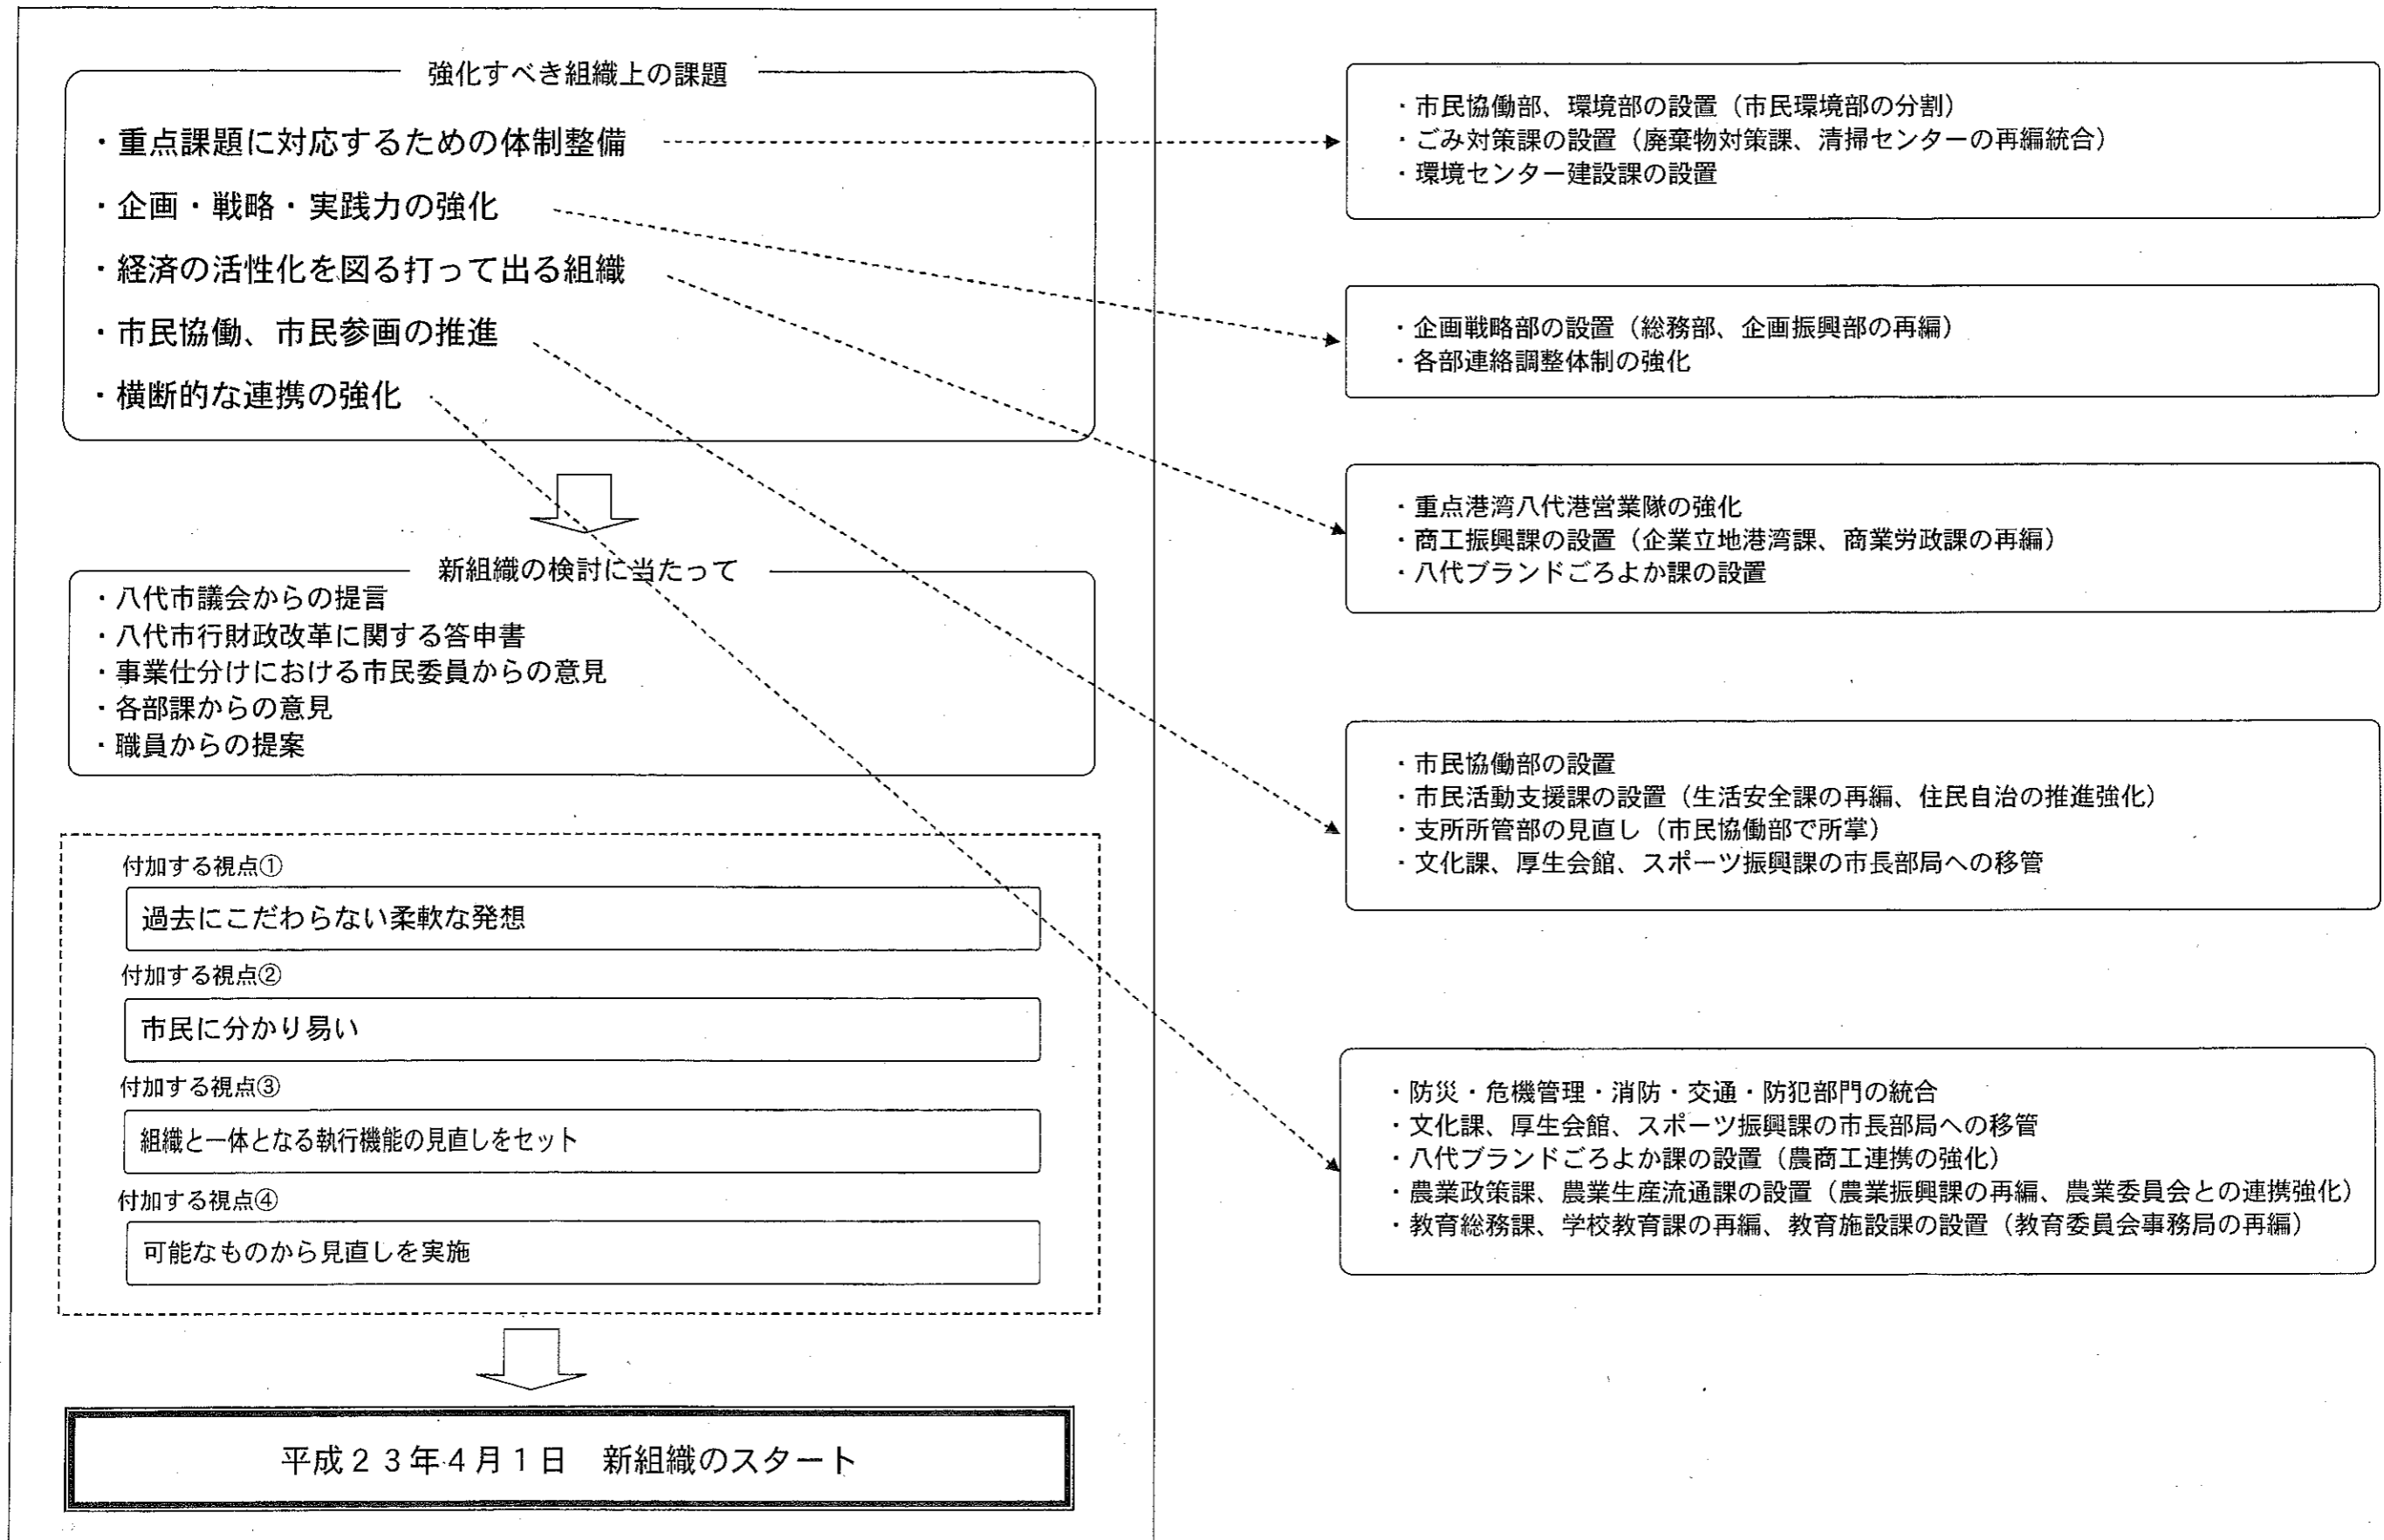 強化すべき組織上の課題
・重点課題に対応するための体制整備
・企画・戦略・実践力の強化
・経済の活性化を図る打って出る組織
・市民協働、市民参画の推進
・横断的な連携の強化
新組織の検討に当たって
・八代市議会からの提言
・八代市行財政改革に関する答申書
・事業仕分けにおける市民委員からの意見
・各部課からの意見
・職員からの提案
付加する視点①
過去にこだわらない柔軟な発想
付加する視点②
市民に分かり易い
付加する視点③
組織と一体となる執行機能の見直しをセット
付加する視点④
可能なものから見直しを実施
平成23年4月1日　新組織のスタート
・市民協働部、環境部の設置（市民環境部の分割）
・ごみ対策課の設置（廃棄物対策課、清掃センターの再編統合）
・環境センター建設課の設置
・企画戦略部の設置（総務部、企画振興部の再編）
・各部連絡調整体制の強化
・重点港湾八代港営業隊の強化
・商工振興課の設置（企業立地港湾課、商業労政課の再編）
・八代ブランドごろよか課の設置
・市民協働部の設置
・市民活動支援課の設置（生活安全課の再編、住民自治の推進強化）
・支所所管部の見直し（市民協働部で所掌）
・文化課、厚生会館、スポーツ振興課の市長部局への移管
・防災・危機管理・消防・交通・防犯部門の統合
・文化課、厚生会館、スポーツ振興課の市長部局への移管
・八代ブランドごろよか課の設置（農商工連携の強化）
・農業政策課、農業生産流通課の設置（農業振興課の再編、農業委員会との連携強化）
・教育総務課、学校教育課の再編、教育施設課の設置（教育委員会事務局の再編）